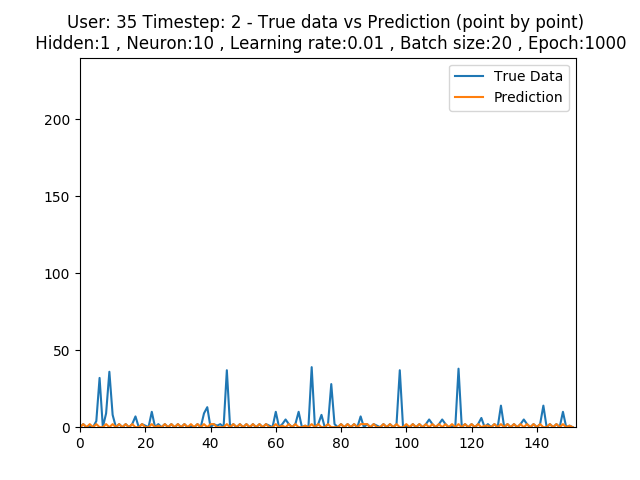 User: 35 Timestep: 2 - True data vs Prediction (point by point)
Hidden:1 , Neuron:10 , Learning rate:0.01 , Batch size:20 , Epoch:1000
True Data
Prediction
200
150
100
50
0
0 20 40 60 80 100 120 140